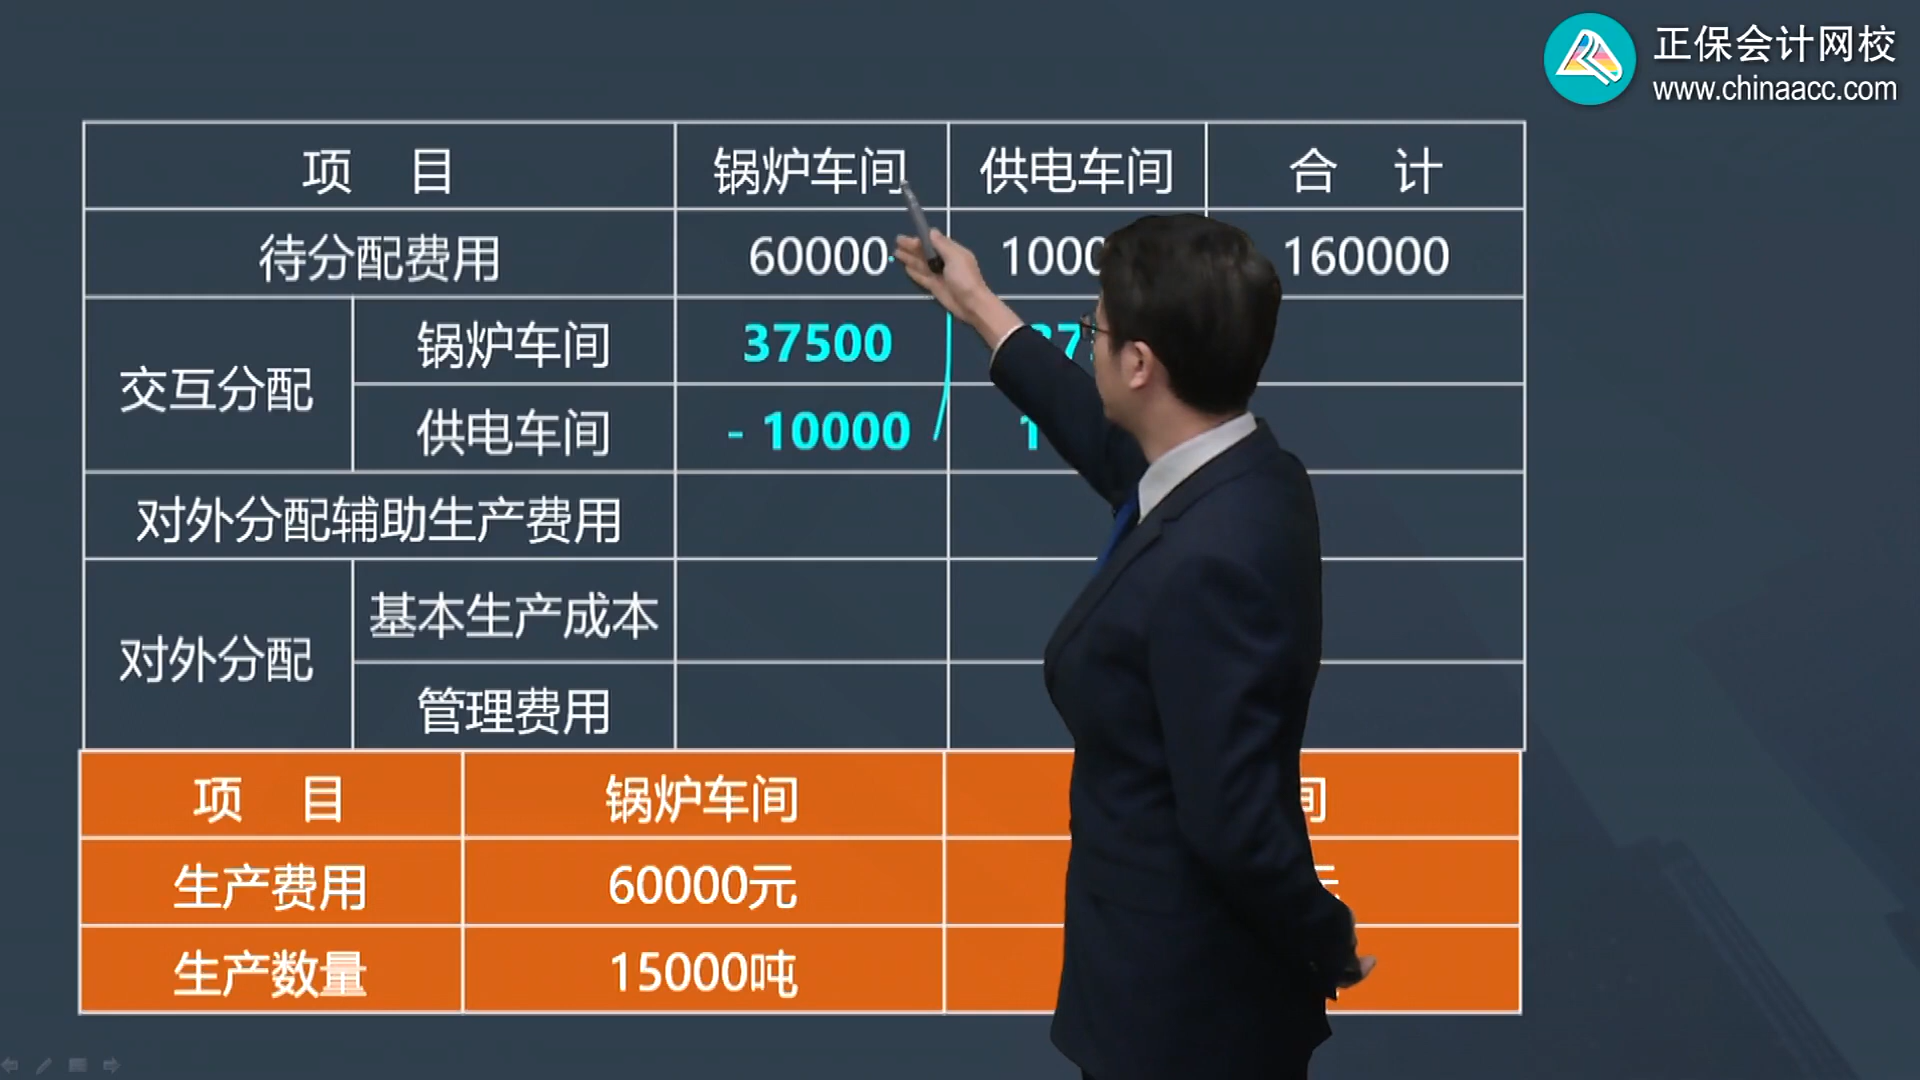 正保会计网校
www.chinaacc.com
项 目 锅炉车间 供电车间 合 计
待分配费用 60000 1000 160000
交互分配 锅炉车间 37500
供电车间 - 10000
对外分配辅助生产费用
对外分配 基本生产成本
管理费用
项 目 锅炉车间 间
生产费用 60000元
生产数量 15000吨